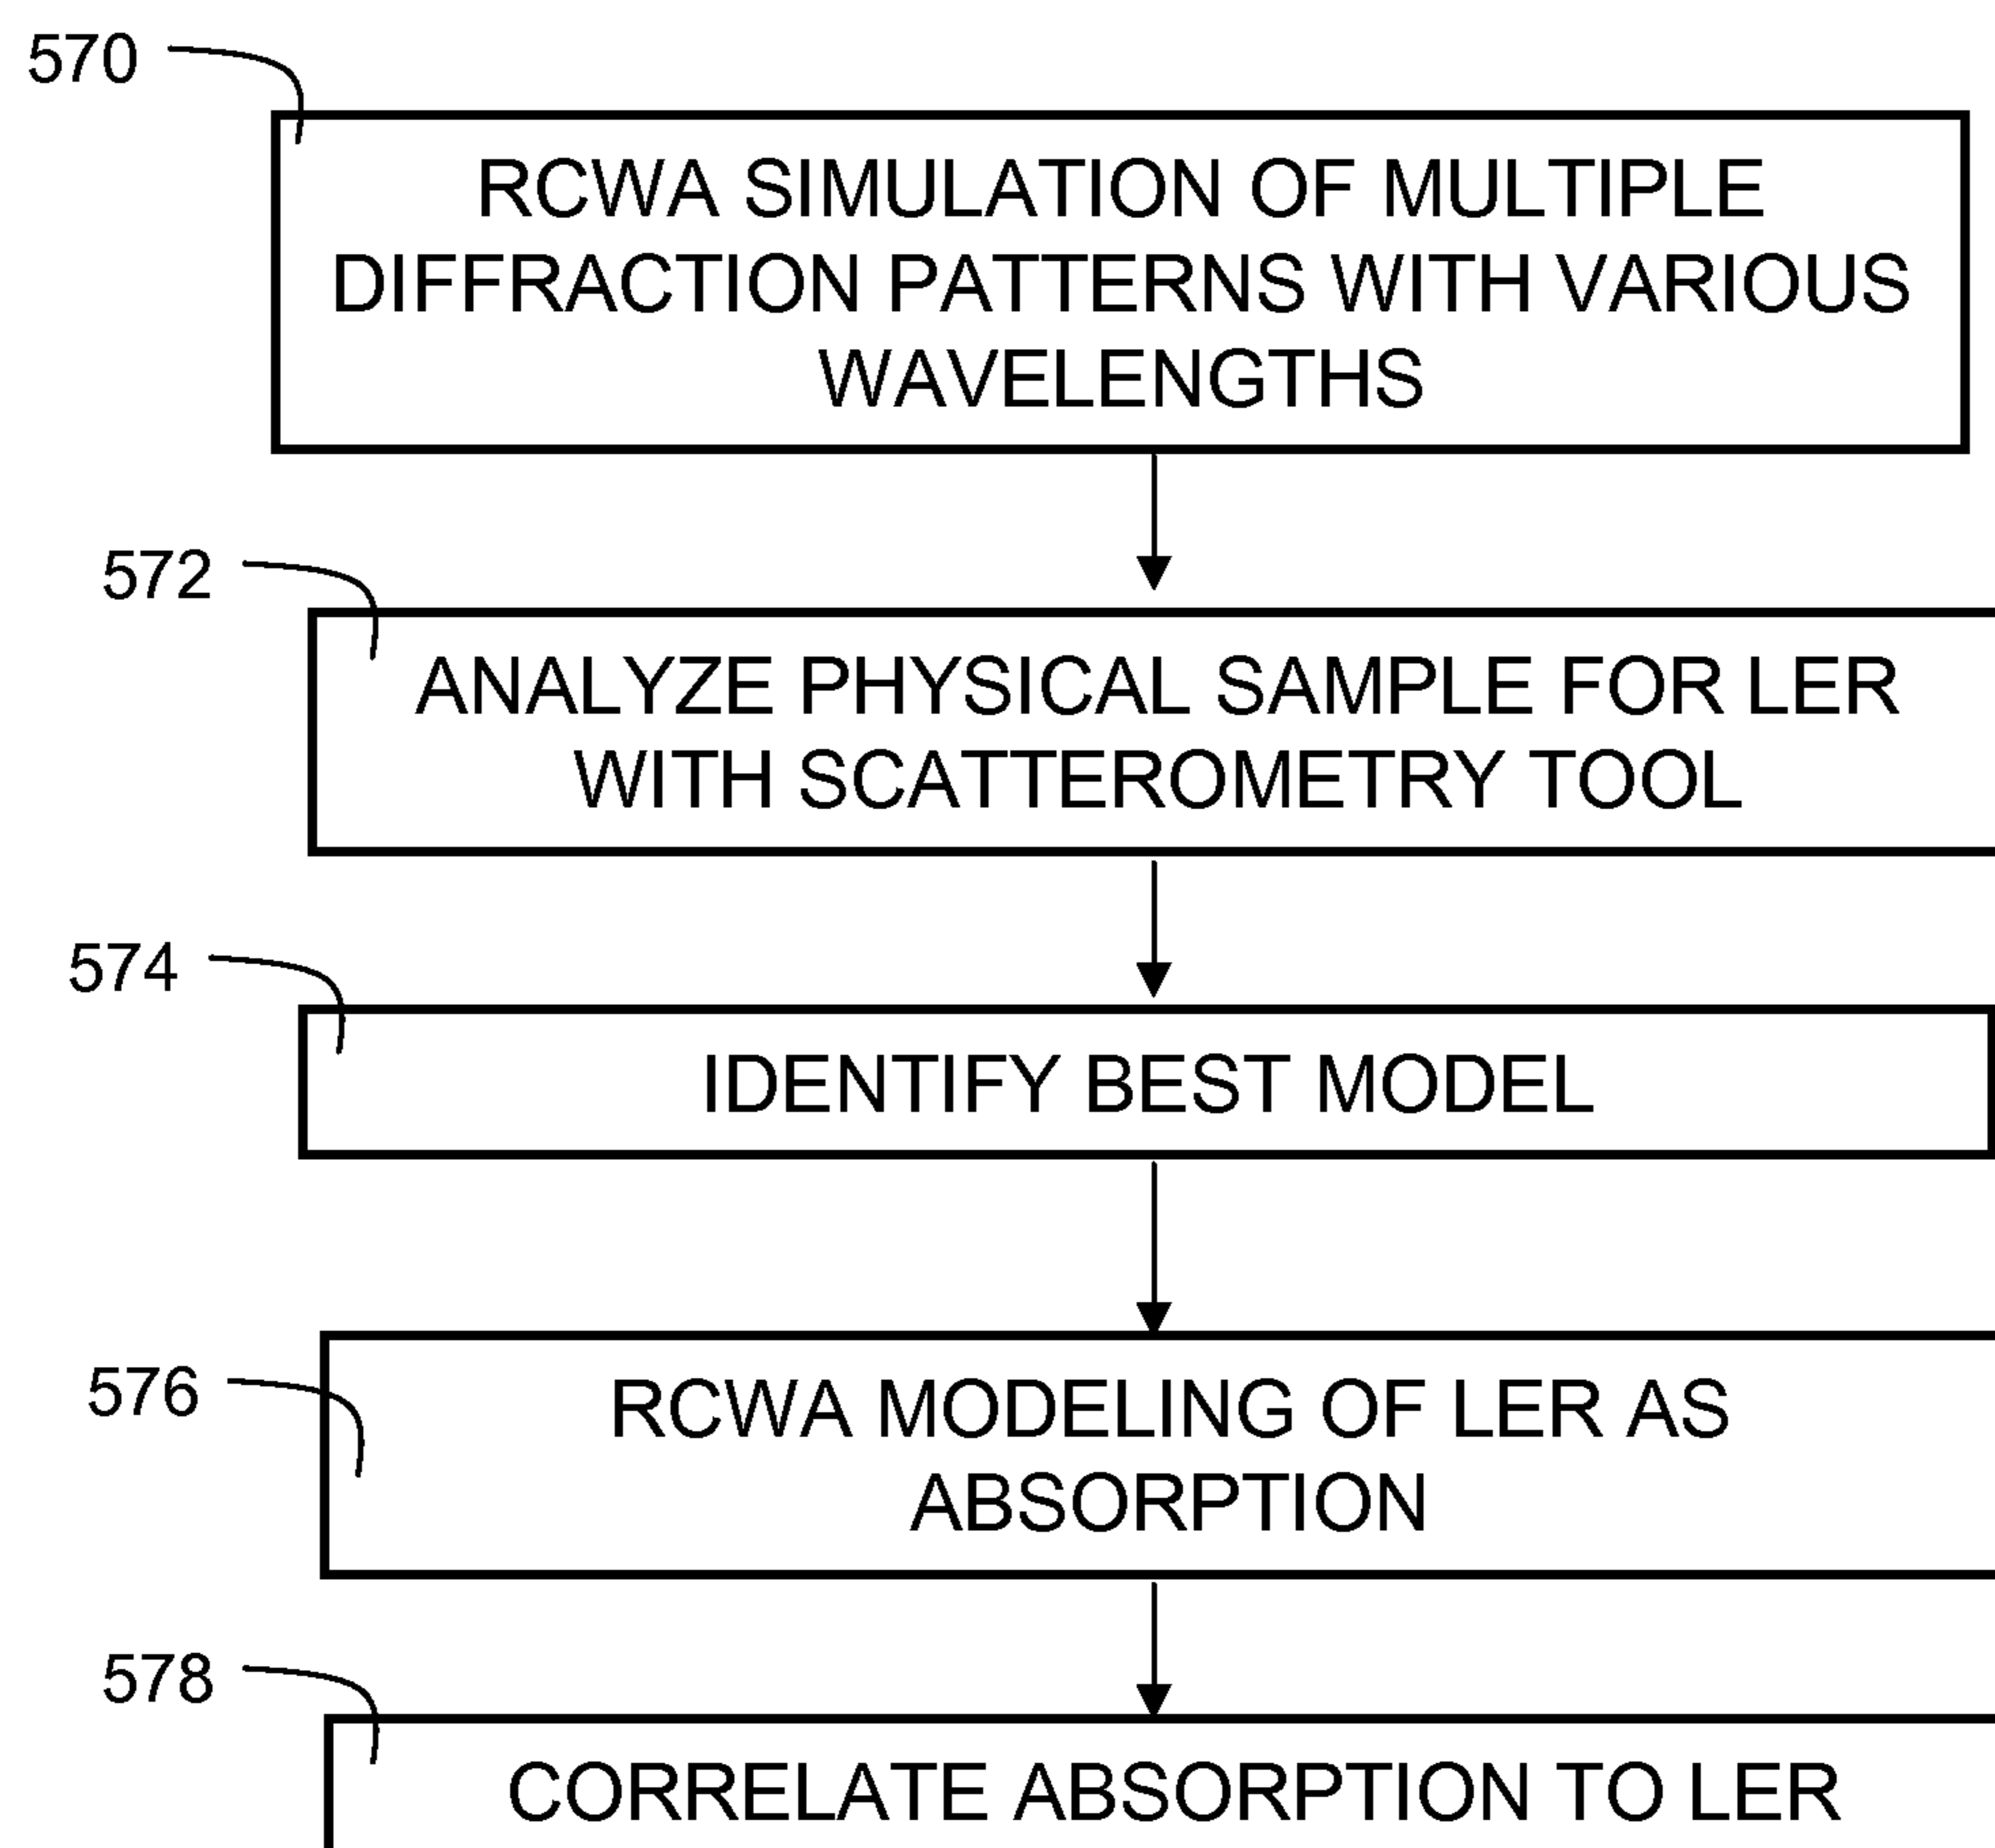 570
RCWA SIMULATION OF MULTIPLE
DIFFRACTION PATTERNS WITH VARIOUS
WAVELENGTHS
572
ANALYZE PHYSICAL SAMPLE FOR LER
WITH SCATTEROMETRY TOOL
574
IDENTIFY BEST MODEL
576
RCWA MODELING OF LER AS
ABSORPTION
578
CORRELATE ABSORPTION TO LER